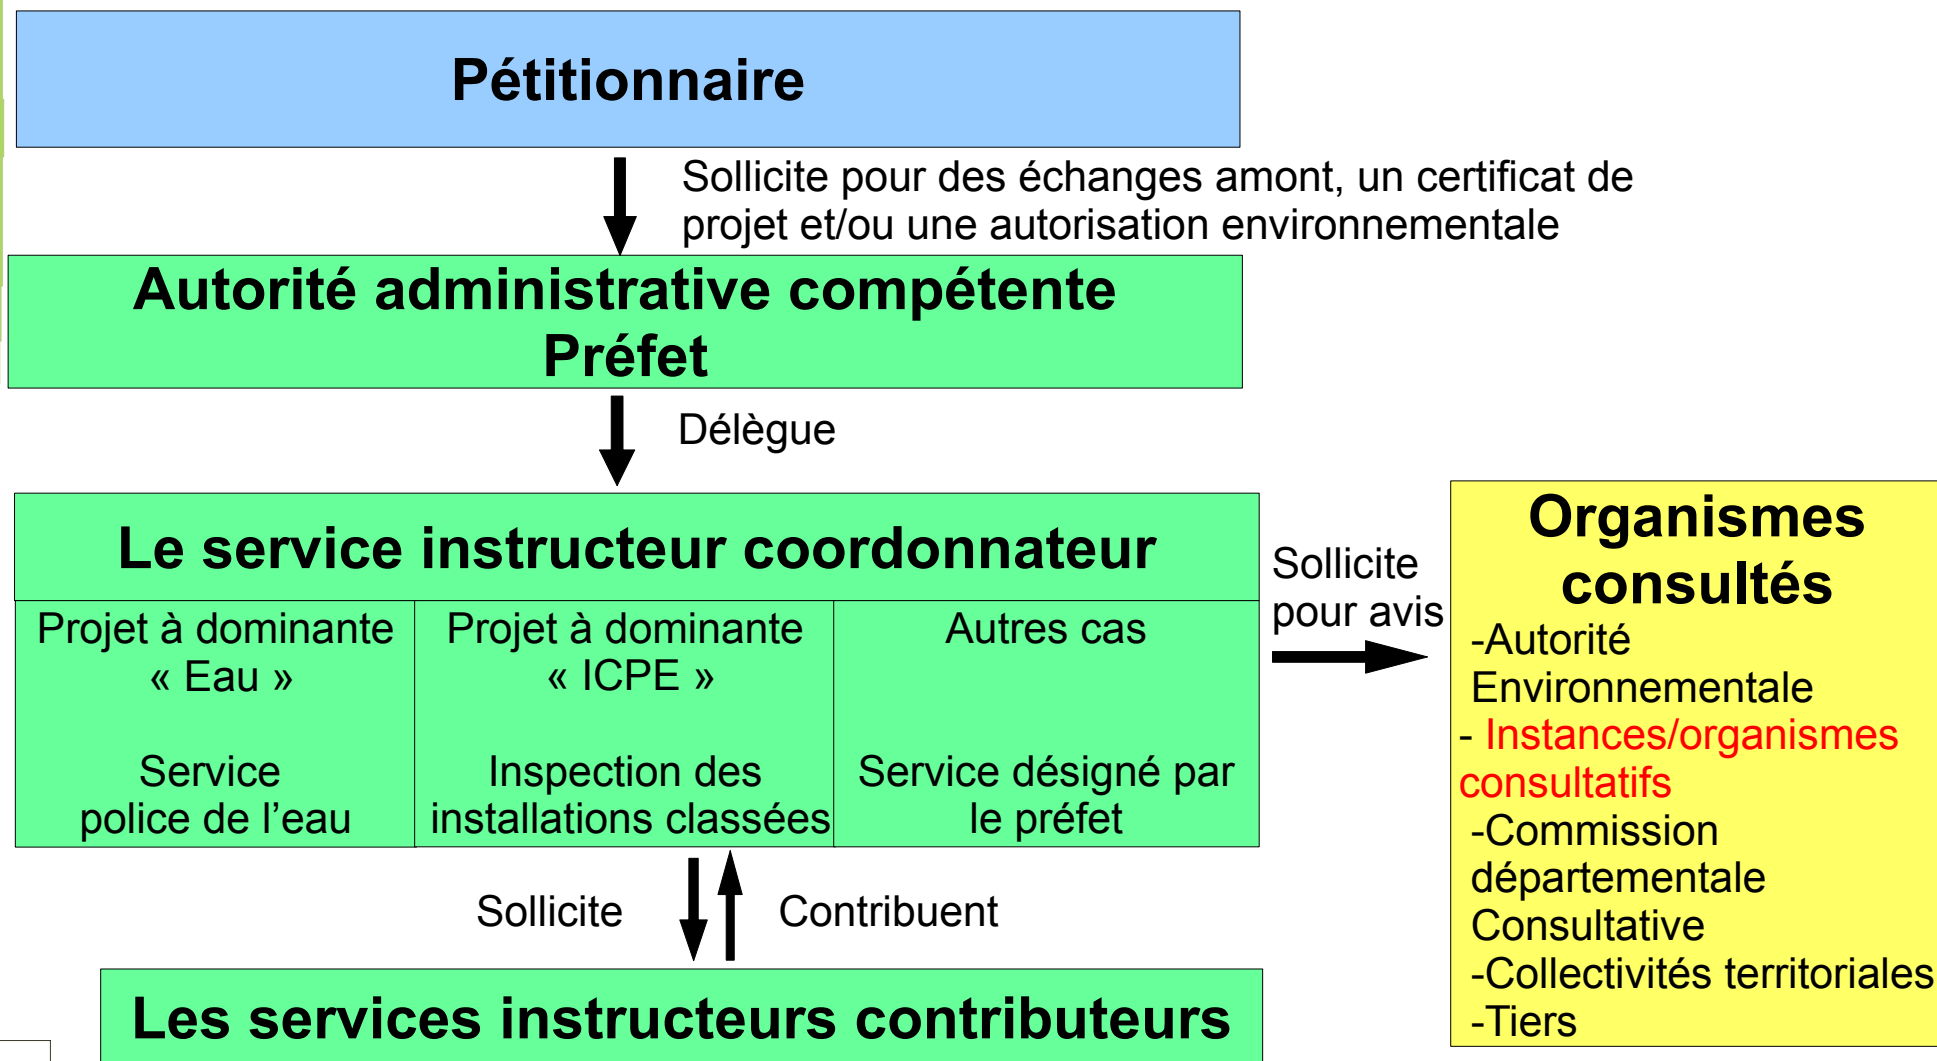 Pétitionnaire
Sollicite pour des échanges amont, un certificat de
projet et/ou une autorisation environnementale
Autorité administrative compétente
Préfet
Délègue
Le service instructeur coordonnateur
Projet à dominante
« Eau »
Service
police de l’eau
Projet à dominante
« ICPE »
Inspection des
installations classées
Autres cas
Service désigné par
le préfet
Sollicite
pour avis
Organismes
consultés
-Autorité
Environnementale
- Instances/organismes
consultatifs
-Commission
départementale
Consultative
-Collectivités territoriales
-Tiers
Sollicite
Contribuent
Les services instructeurs contributeurs